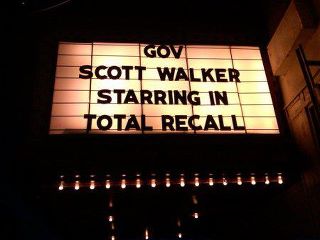 GOV
SCOTT WALKER
STARRING IN
TOTAL RECALL